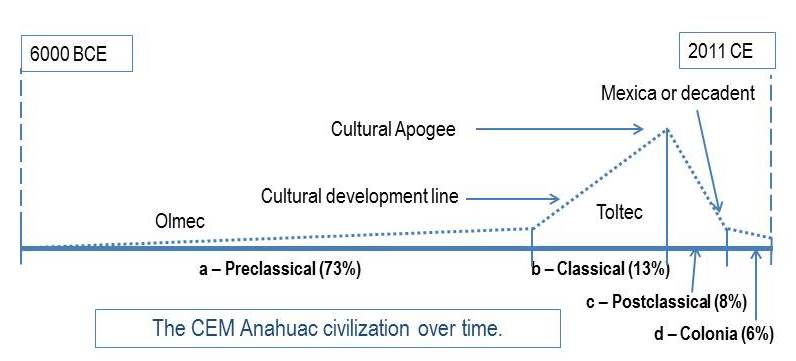 6000 BCE
2011 CE
Mexica or decadent
Cultural Apogee
Cultural development line
Olmec
Toltec
a – Preclassical (73%)
b – Classical (13%)
c – Postclassical (8%)
The CEM Anahuac civilization over time.
d – Colonia (6%)